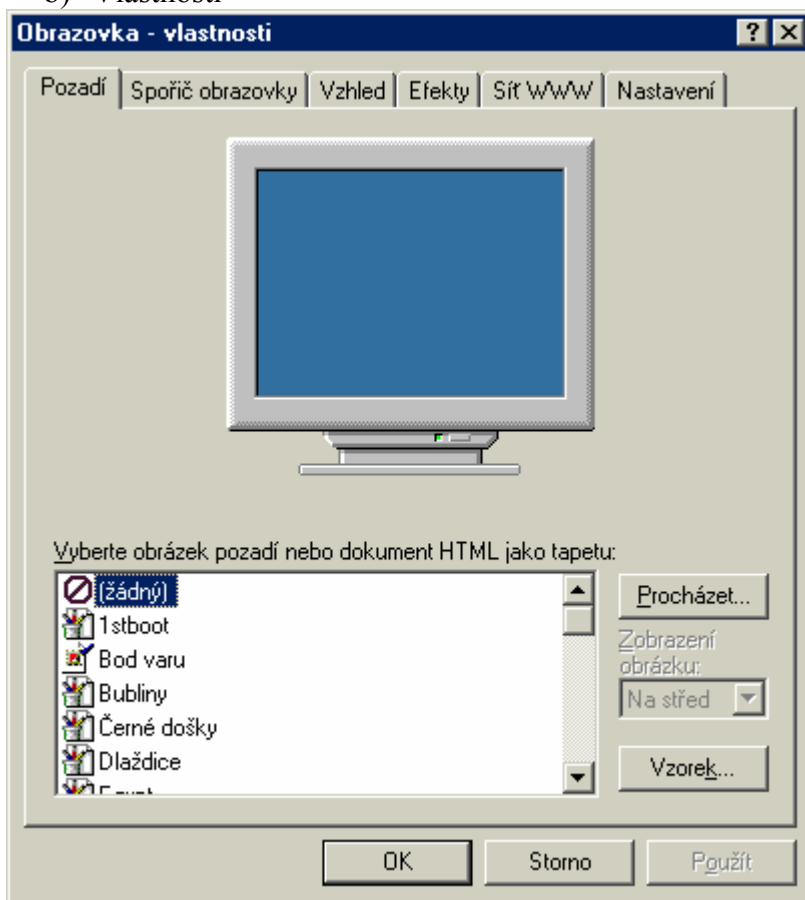 Vlastnosti
Obrazovka - vlastnosti
Pozadí Spořič obrazovky Vzhled Efekty Síť WWW Nastavení
Vyberte obrázek pozadí nebo dokument HTML jako tapetu:
(žádný)
1stboot
Bod varu
Bubliny
Černé došky
Dlaždice
Procházet...
Zobrazení
obrázku:
Na střed
Vzorek...
OK Storno Použít